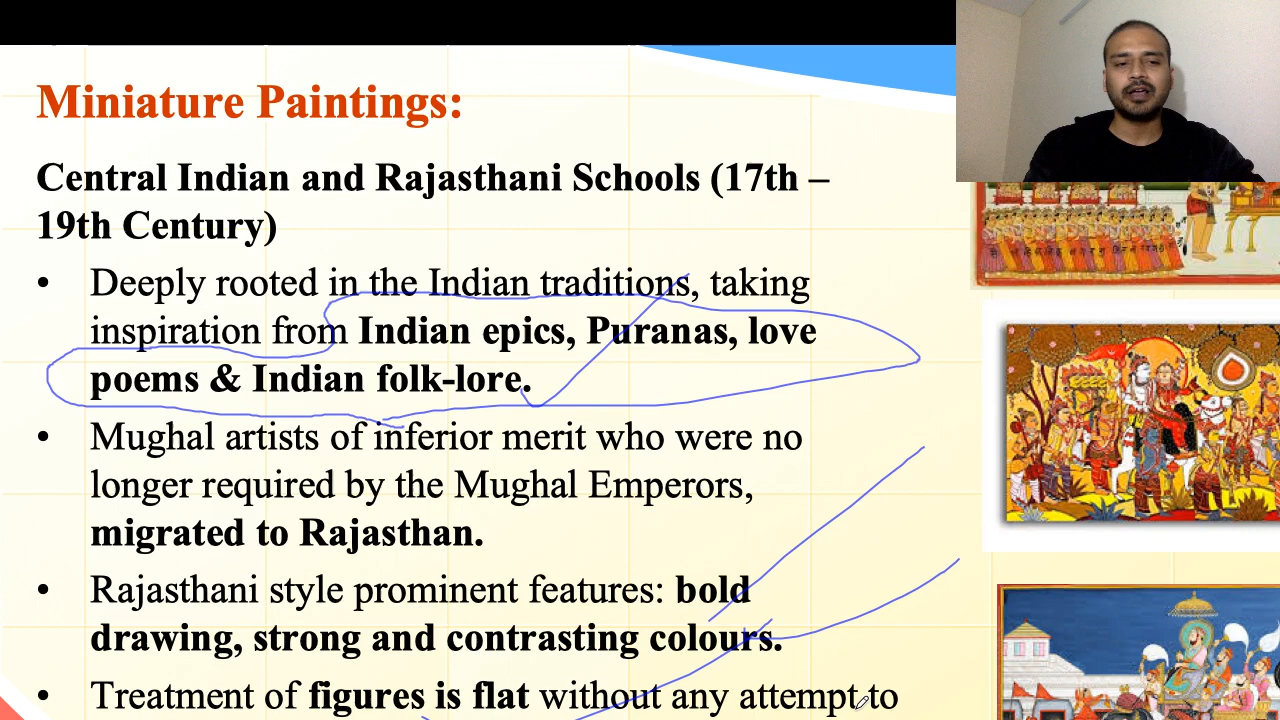 Miniature Paintings:
Central Indian and Rajasthani Schools (17th –
19th Century)
• Deeply rooted in the Indian traditions, taking
inspiration from Indian epics, Puranas, love
poems & Indian folk-lore.
• Mughal artists of inferior merit who were no
longer required by the Mughal Emperors,
migrated to Rajasthan.
• Rajasthani style prominent features: bold
drawing, strong and contrasting colours.
• Treatment of figures is flat without any attempt to